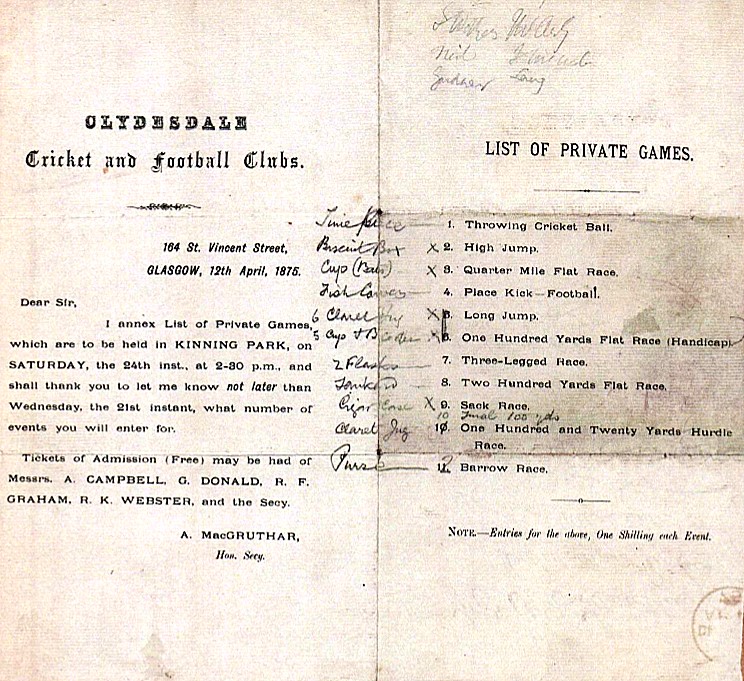 CLYDESDALE
Cricket and Football Clubs.
164 St. Vincent Street,
GLASGOW, 12th April, 1875.
Dear Sir,
I annex List of Private Games,
which are to be held in KINNING PARK, on
SATURDAY, the 24th inst., at 2-30 p.m., and
shall thank you to let me know not later than
Wednesday, the 21st instant, what number of
events you will enter for.
Tickets of Admission (Free) may be had of
Messrs. A. CAMPBELL, G. DONALD, R. F.
GRAHAM, R. K. WEBSTER, and the Secy.
A. MacGRUTHAR,
Hon. Secy.
LIST OF PRIVATE GAMES.
Time Piece 1. Throwing Cricket Ball.
Biscuit Box X 2. High Jump.
Cup (Bats) X 3. Quarter Mile Flat Race.
Fish Carvers 4. Place Kick—Football.
6 Claret Jug X 5. Long Jump.
5 Cup & X 6. One Hundred Yards Flat Race (Handicap).
2 Flasks 7. Three-Legged Race.
Tankard 8. Two Hundred Yards Flat Race.
Cigar Case X 9. Sack Race.
10 Final 100 yds
Claret Jug 10. One Hundred and Twenty Yards Hurdle
Race.
Purse 11. Barrow Race.
NOTE.—Entries for the above, One Shilling each Event.